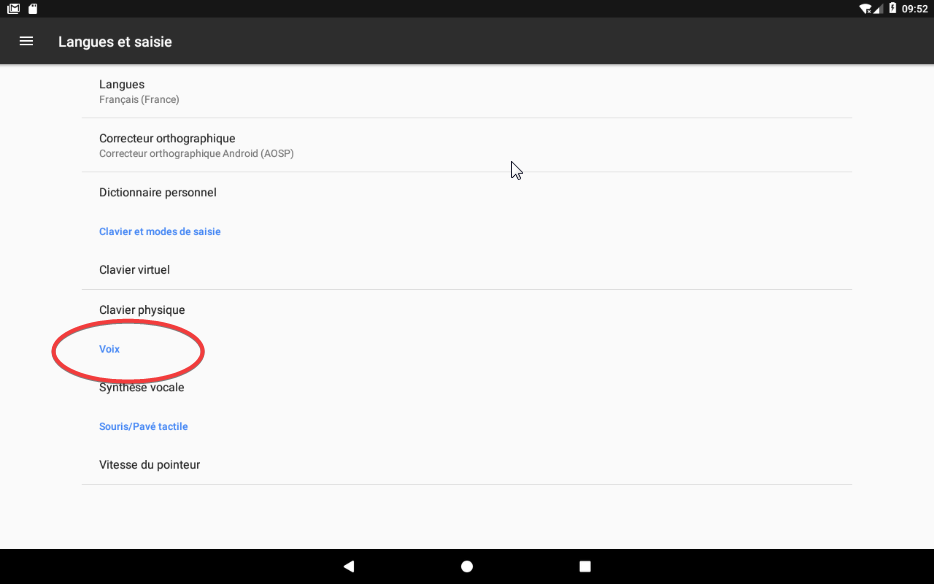 09:52
Langues et saisie
Langues
Français (France)
Correcteur orthographique
Correcteur orthographique Android (AOSP)
Dictionnaire personnel
Clavier et modes de saisie
Clavier virtuel
Clavier physique
Voix
Synthèse vocale
Souris/Pavé tactile
Vitesse du pointeur